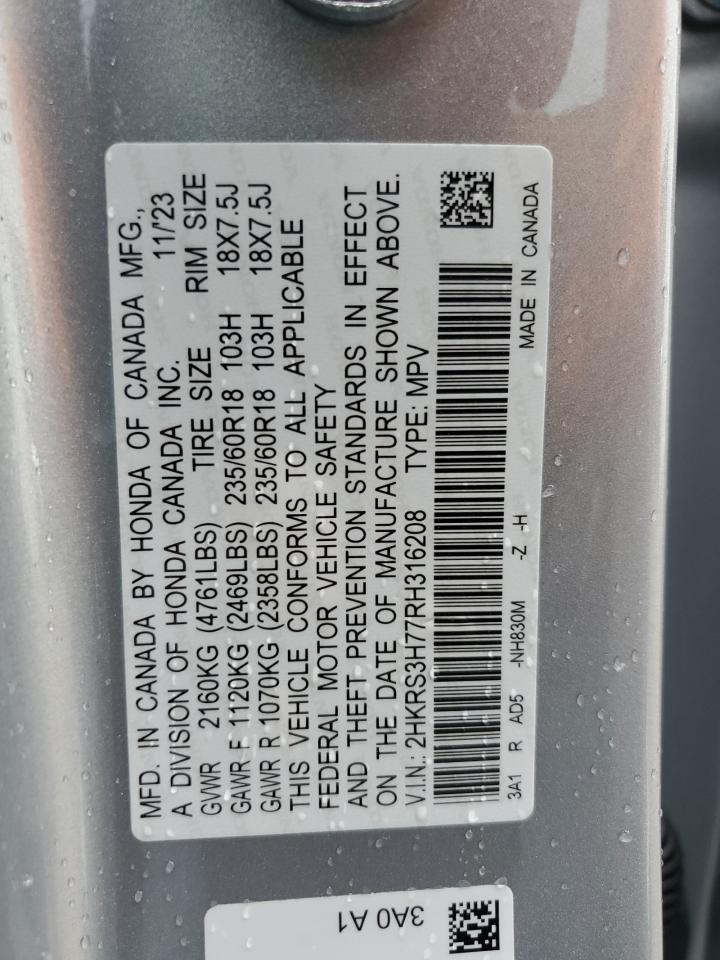 MFD. IN CANADA BY HONDA OF CANADA MFG.,
A DIVISION OF HONDA CANADA INC. 11/'23
GVWR 2160KG (4761LBS) TIRE SIZE RIM SIZE
GAWR F 1120KG (2469LBS) 235/60R18 103H 18X7.5J
GAWR R 1070KG (2358LBS) 235/60R18 103H 18X7.5J
THIS VEHICLE CONFORMS TO ALL APPLICABLE
FEDERAL MOTOR VEHICLE SAFETY
AND THEFT PREVENTION STANDARDS IN EFFECT
ON THE DATE OF MANUFACTURE SHOWN ABOVE.
V.I.N.: 2HKRS3H77RH316208 TYPE: MPV
3A1 R AD5 -NH830M -Z -H MADE IN CANADA
3A0 A1